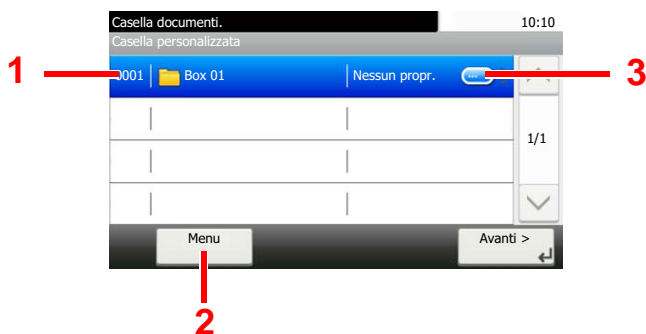 Casella documenti. 10:10
Casella personalizzata
1 0001 Box 01 Nessun propr. ... 3
1/1
Menu Avanti >
2